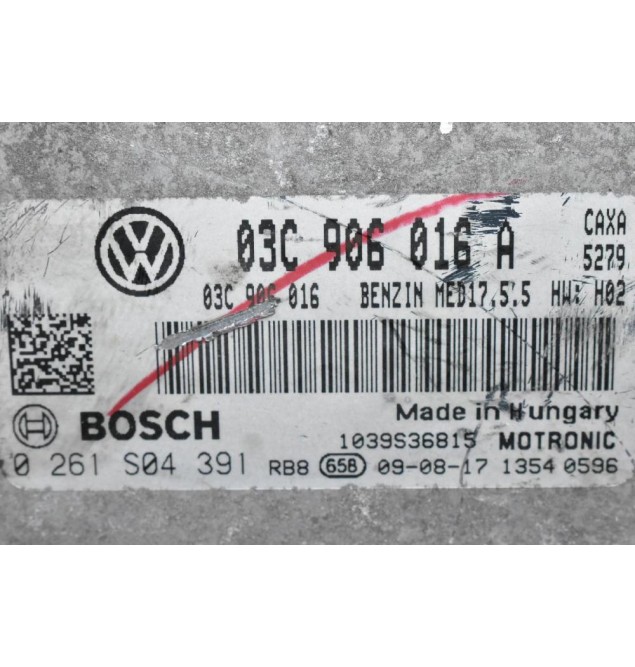 03C 906 016 A CAXA
5279
03C 906 016 BENZIN MED17.5.5 HW: H02
BOSCH Made in Hungary
1039S36815 MOTRONIC
0 261 S04 391 RB8 658 09-08-17 1354 0596